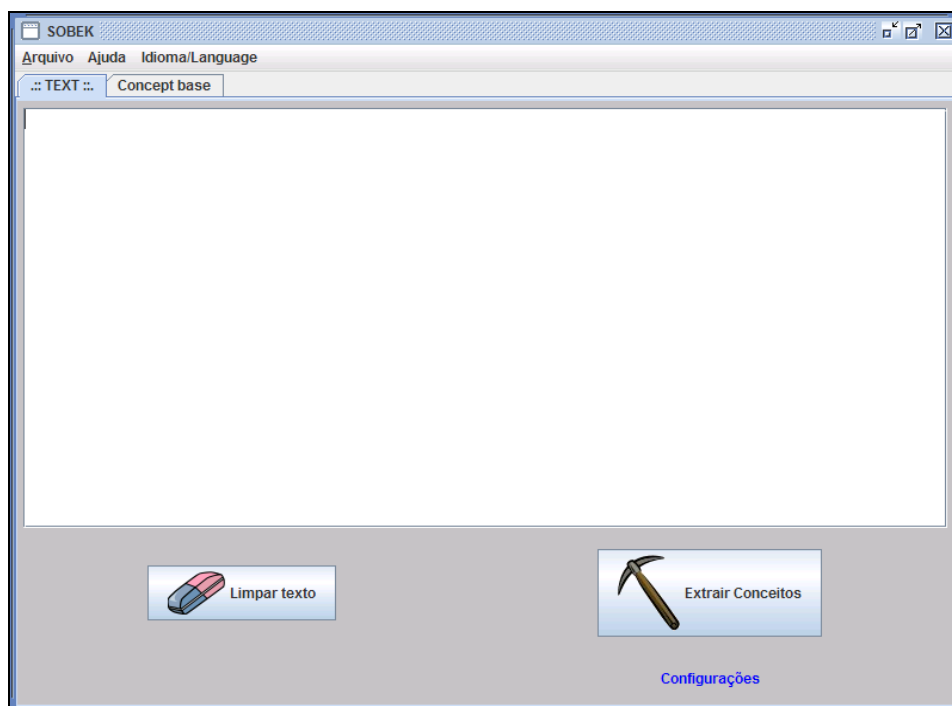 SOBEK
Arquivo Ajuda Idioma/Language
.:: TEXT ::. Concept base
Limpar texto
Extrair Conceitos
Configurações